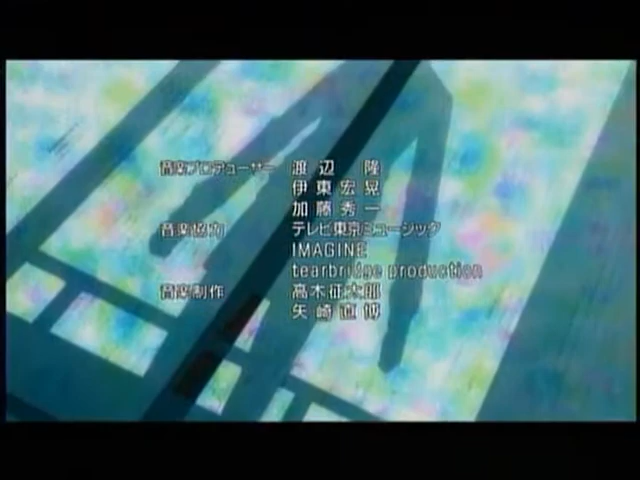 音楽プロデューサー 渡辺 隆
伊東宏晃
加藤秀一
音楽協力 テレビ東京ミュージック
IMAGINE
tearbridge production
音楽制作 高木征太郎
矢崎直博